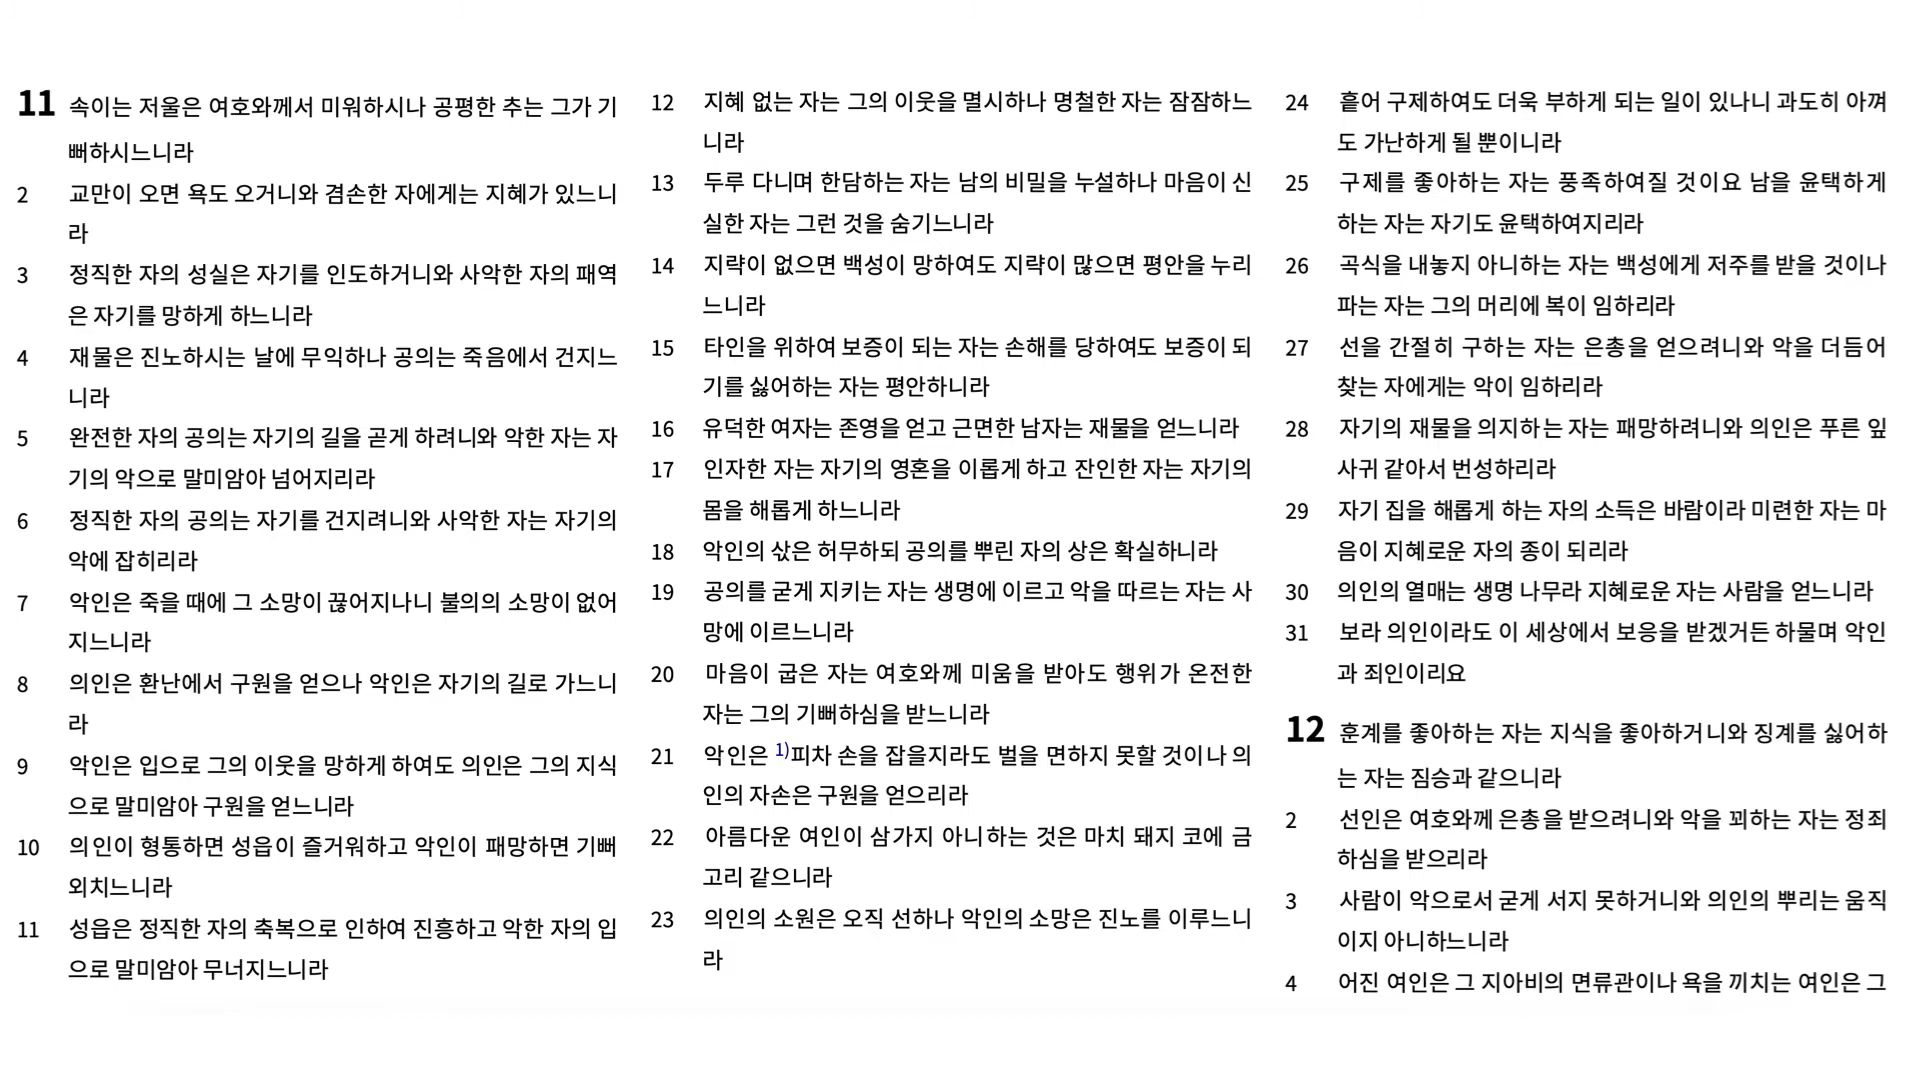 11 속이는 저울은 여호와께서 미워하시나 공평한 추는 그가 기
뻐하시느니라
2 교만이 오면 욕도 오거니와 겸손한 자에게는 지혜가 있느니
라
3 정직한 자의 성실은 자기를 인도하거니와 사악한 자의 패역
은 자기를 망하게 하느니라
4 재물은 진노하시는 날에 무익하나 공의는 죽음에서 건지느
니라
5 완전한 자의 공의는 자기의 길을 곧게 하려니와 악한 자는 자
기의 악으로 말미암아 넘어지리라
6 정직한 자의 공의는 자기를 건지려니와 사악한 자는 자기의
악에 잡히리라
7 악인은 죽을 때에 그 소망이 끊어지나니 불의의 소망이 없어
지느니라
8 의인은 환난에서 구원을 얻으나 악인은 자기의 길로 가느니
라
9 악인은 입으로 그의 이웃을 망하게 하여도 의인은 그의 지식
으로 말미암아 구원을 얻느니라
10 의인이 형통하면 성읍이 즐거워하고 악인이 패망하면 기뻐
외치느니라
11 성읍은 정직한 자의 축복으로 인하여 진흥하고 악한 자의 입
으로 말미암아 무너지느니라
12 지혜 없는 자는 그의 이웃을 멸시하나 명철한 자는 잠잠하느
니라
13 두루 다니며 한담하는 자는 남의 비밀을 누설하나 마음이 신
실한 자는 그런 것을 숨기느니라
14 지략이 없으면 백성이 망하여도 지략이 많으면 평안을 누리
느니라
15 타인을 위하여 보증이 되는 자는 손해를 당하여도 보증이 되
기를 싫어하는 자는 평안하니라
16 유덕한 여자는 존영을 얻고 근면한 남자는 재물을 얻느니라
17 인자한 자는 자기의 영혼을 이롭게 하고 잔인한 자는 자기의
몸을 해롭게 하느니라
18 악인의 삯은 허무하되 공의를 뿌린 자의 상은 확실하니라
19 공의를 굳게 지키는 자는 생명에 이르고 악을 따르는 자는 사
망에 이르느니라
20 마음이 굽은 자는 여호와께 미움을 받아도 행위가 온전한
자는 그의 기뻐하심을 받느니라
21 악인은 1)피차 손을 잡을지라도 벌을 면하지 못할 것이나 의
인의 자손은 구원을 얻으리라
22 아름다운 여인이 삼가지 아니하는 것은 마치 돼지 코에 금
고리 같으니라
23 의인의 소원은 오직 선하나 악인의 소망은 진노를 이루느니
라
24 흩어 구제하여도 더욱 부하게 되는 일이 있나니 과도히 아껴
도 가난하게 될 뿐이니라
25 구제를 좋아하는 자는 풍족하여질 것이요 남을 윤택하게
하는 자는 자기도 윤택하여지리라
26 곡식을 내놓지 아니하는 자는 백성에게 저주를 받을 것이나
파는 자는 그의 머리에 복이 임하리라
27 선을 간절히 구하는 자는 은총을 얻으려니와 악을 더듬어
찾는 자에게는 악이 임하리라
28 자기의 재물을 의지하는 자는 패망하려니와 의인은 푸른 잎
사귀 같아서 번성하리라
29 자기 집을 해롭게 하는 자의 소득은 바람이라 미련한 자는 마
음이 지혜로운 자의 종이 되리라
30 의인의 열매는 생명 나무라 지혜로운 자는 사람을 얻느니라
31 보라 의인이라도 이 세상에서 보응을 받겠거든 하물며 악인
과 죄인이리요
12 훈계를 좋아하는 자는 지식을 좋아하거니와 징계를 싫어하
는 자는 짐승과 같으니라
2 선인은 여호와께 은총을 받으려니와 악을 꾀하는 자는 정죄
하심을 받으리라
3 사람이 악으로서 굳게 서지 못하거니와 의인의 뿌리는 움직
이지 아니하느니라
4 어진 여인은 그 지아비의 면류관이나 욕을 끼치는 여인은 그